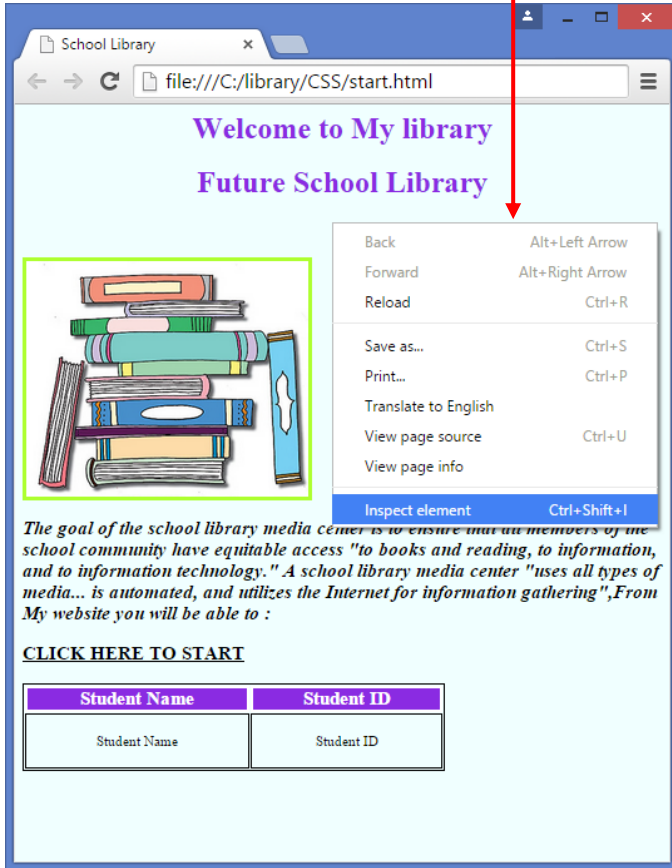 School Library
file:///C:/library/CSS/start.html
Welcome to My library
Future School Library
Back Alt+Left Arrow
Forward Alt+Right Arrow
Reload Ctrl+R
Save as... Ctrl+S
Print... Ctrl+P
Translate to English
View page source Ctrl+U
View page info
Inspect element Ctrl+Shift+I
The goal of the school library media center is to ensure that all members of the
school community have equitable access "to books and reading, to information,
and to information technology." A school library media center "uses all types of
media... is automated, and utilizes the Internet for information gathering",From
My website you will be able to :
CLICK HERE TO START
Student Name Student ID
Student Name Student ID